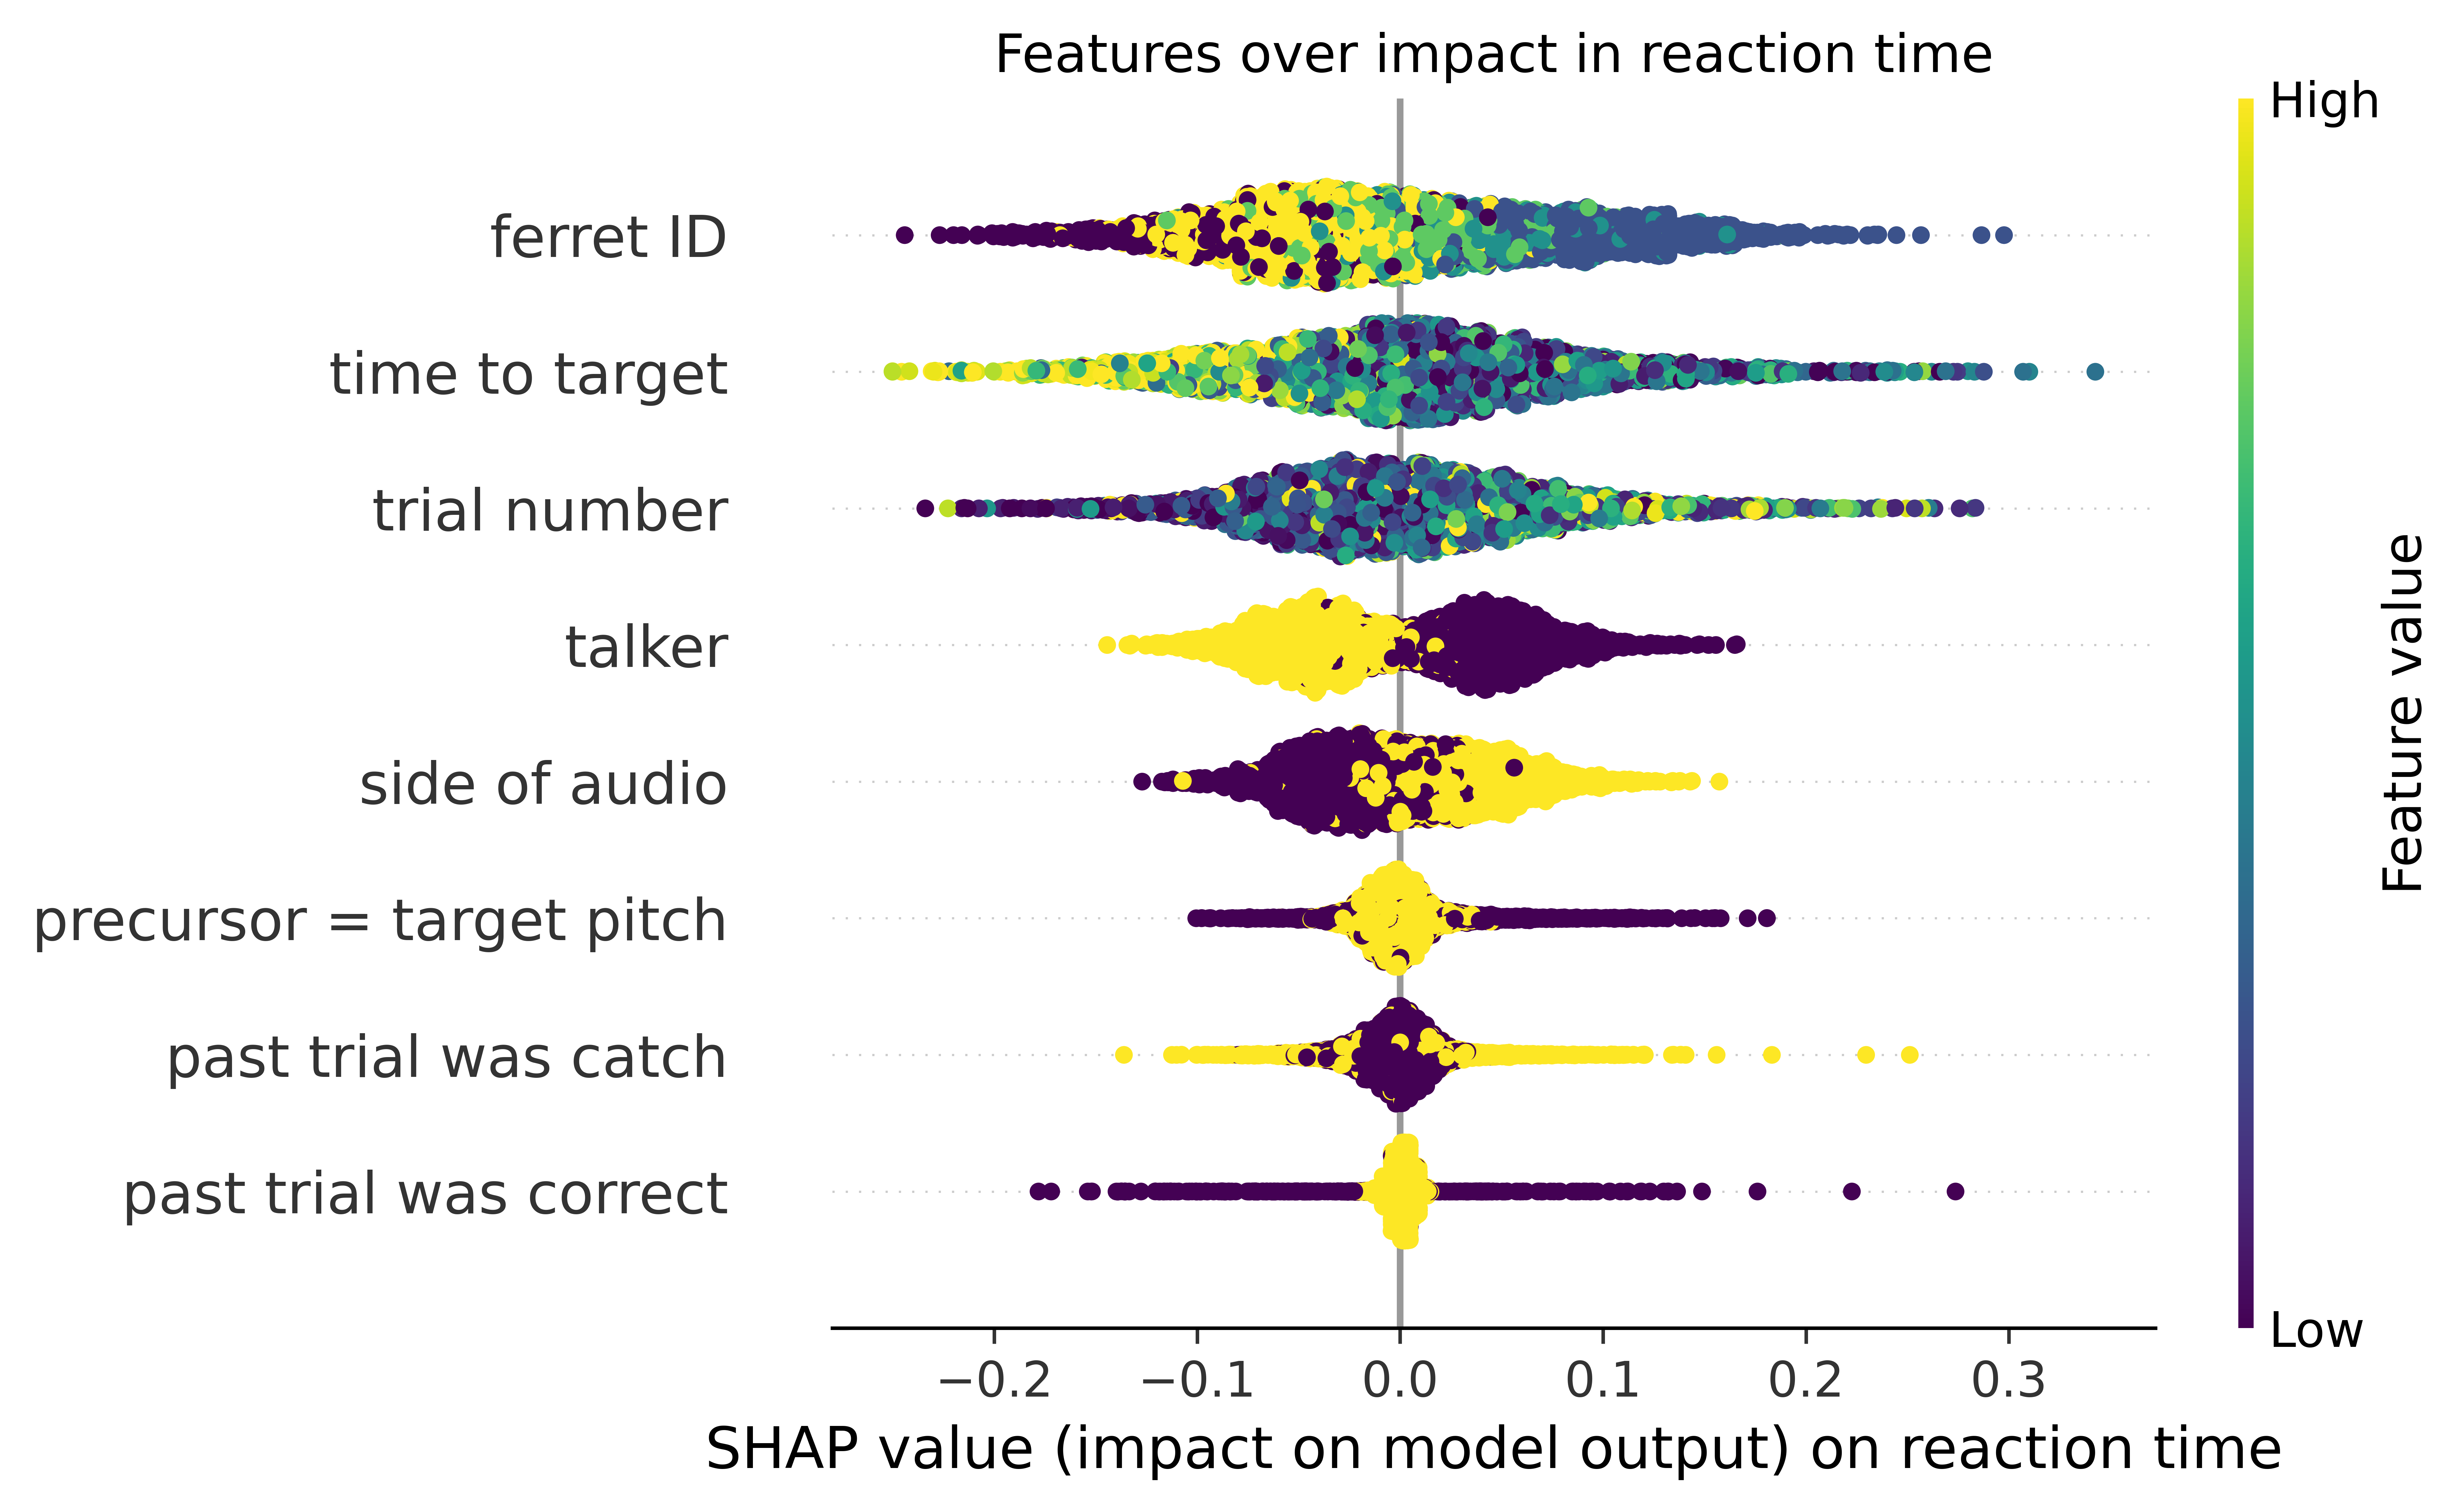 Features over impact in reaction time
High
ferret ID
time to target
trial number
talker
side of audio
precursor = target pitch
past trial was catch
past trial was correct
Feature value
Low
−0.2
−0.1
0.0
0.1
0.2
0.3
SHAP value (impact on model output) on reaction time